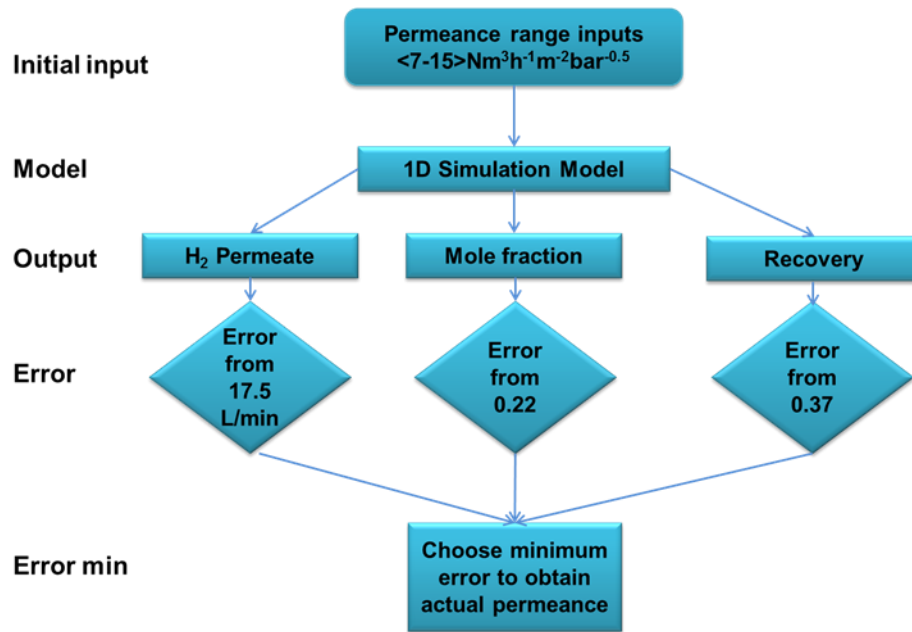 Initial input
Permeance range inputs
<7-15>Nm³h⁻¹m⁻²bar⁻⁰·⁵
Model
1D Simulation Model
Output
H₂ Permeate
Mole fraction
Recovery
Error
Error
from
17.5
L/min
Error
from
0.22
Error
from
0.37
Error min
Choose minimum
error to obtain
actual permeance